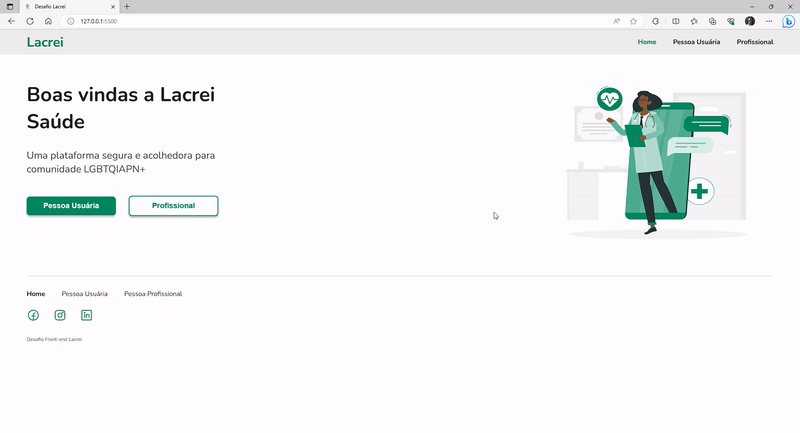 Desafio Lacrei
127.0.0.1:5500
Lacrei
Home Pessoa Usuária Profissional
Boas vindas a Lacrei
Saúde
Uma plataforma segura e acolhedora para
comunidade LGBTQIAPN+
Pessoa Usuária Profissional
Home Pessoa Usuária Pessoa Profissional
Desafio Front-end Lacrei